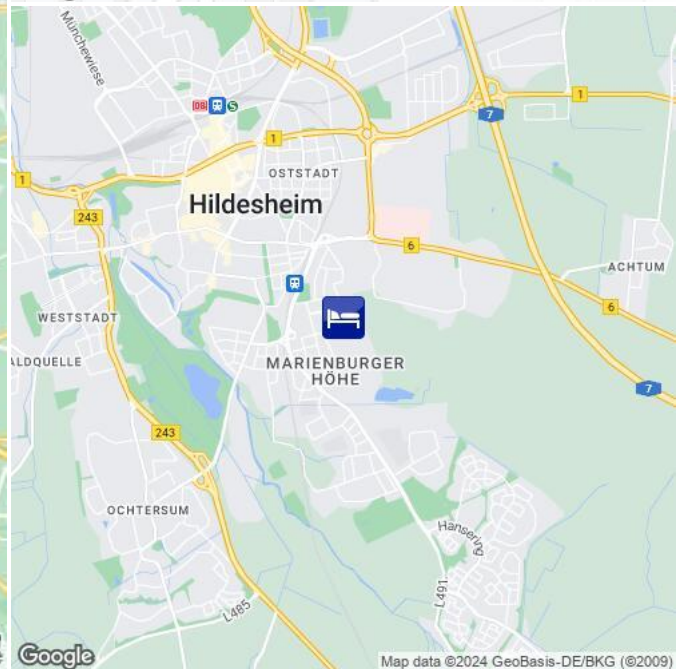 Münchewiese
DB
S
1
1
7
OSTSTADT
1
Hildesheim
243
6
ACHTUM
6
WESTSTADT
ALDQUELLE
MARIENBURGER
HÖHE
7
243
OCHTERSUM
Hansering
L491
L485
Google
Map data ©2024 GeoBasis-DE/BKG (©2009)